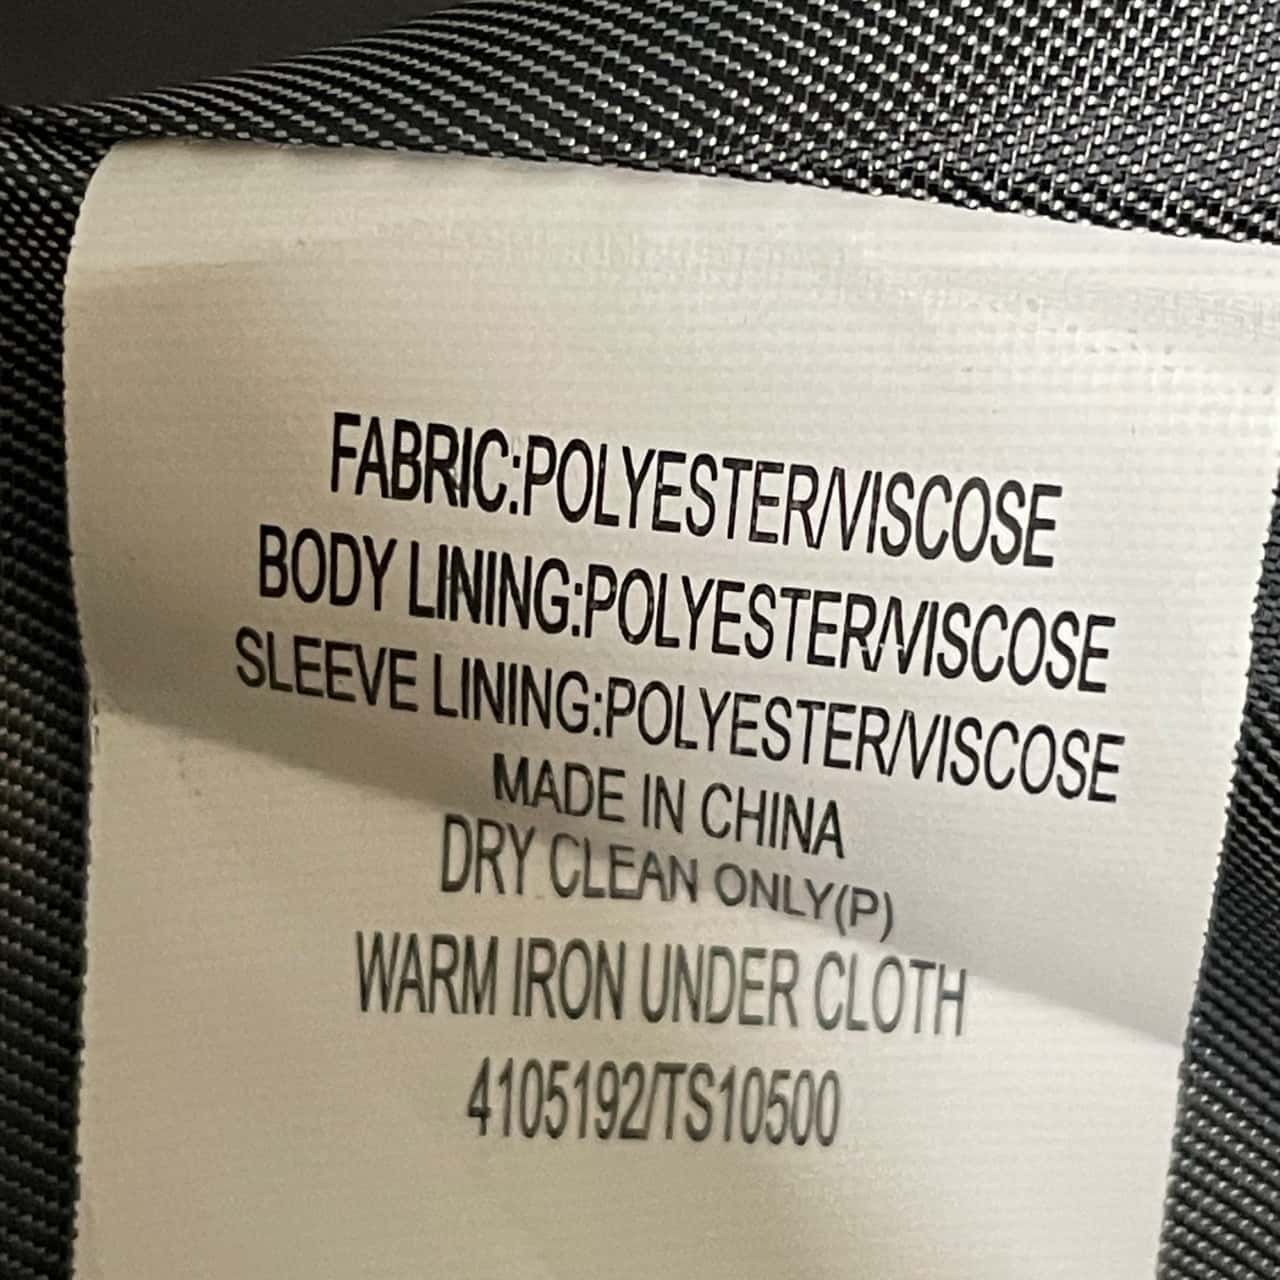 FABRIC:POLYESTER/VISCOSE
BODY LINING:POLYESTER/VISCOSE
SLEEVE LINING:POLYESTER/VISCOSE
MADE IN CHINA
DRY CLEAN ONLY(P)
WARM IRON UNDER CLOTH
4105192/TS10500